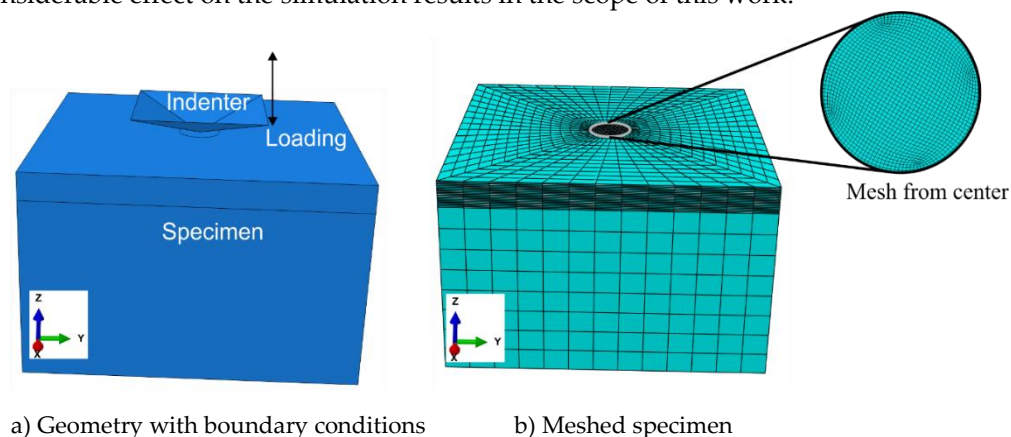 nsiderable effect on the simulation results in the scope of this work.
Indenter
Loading
Specimen
Z
Y
X
Z
Y
X
Mesh from center
a) Geometry with boundary conditions
b) Meshed specimen